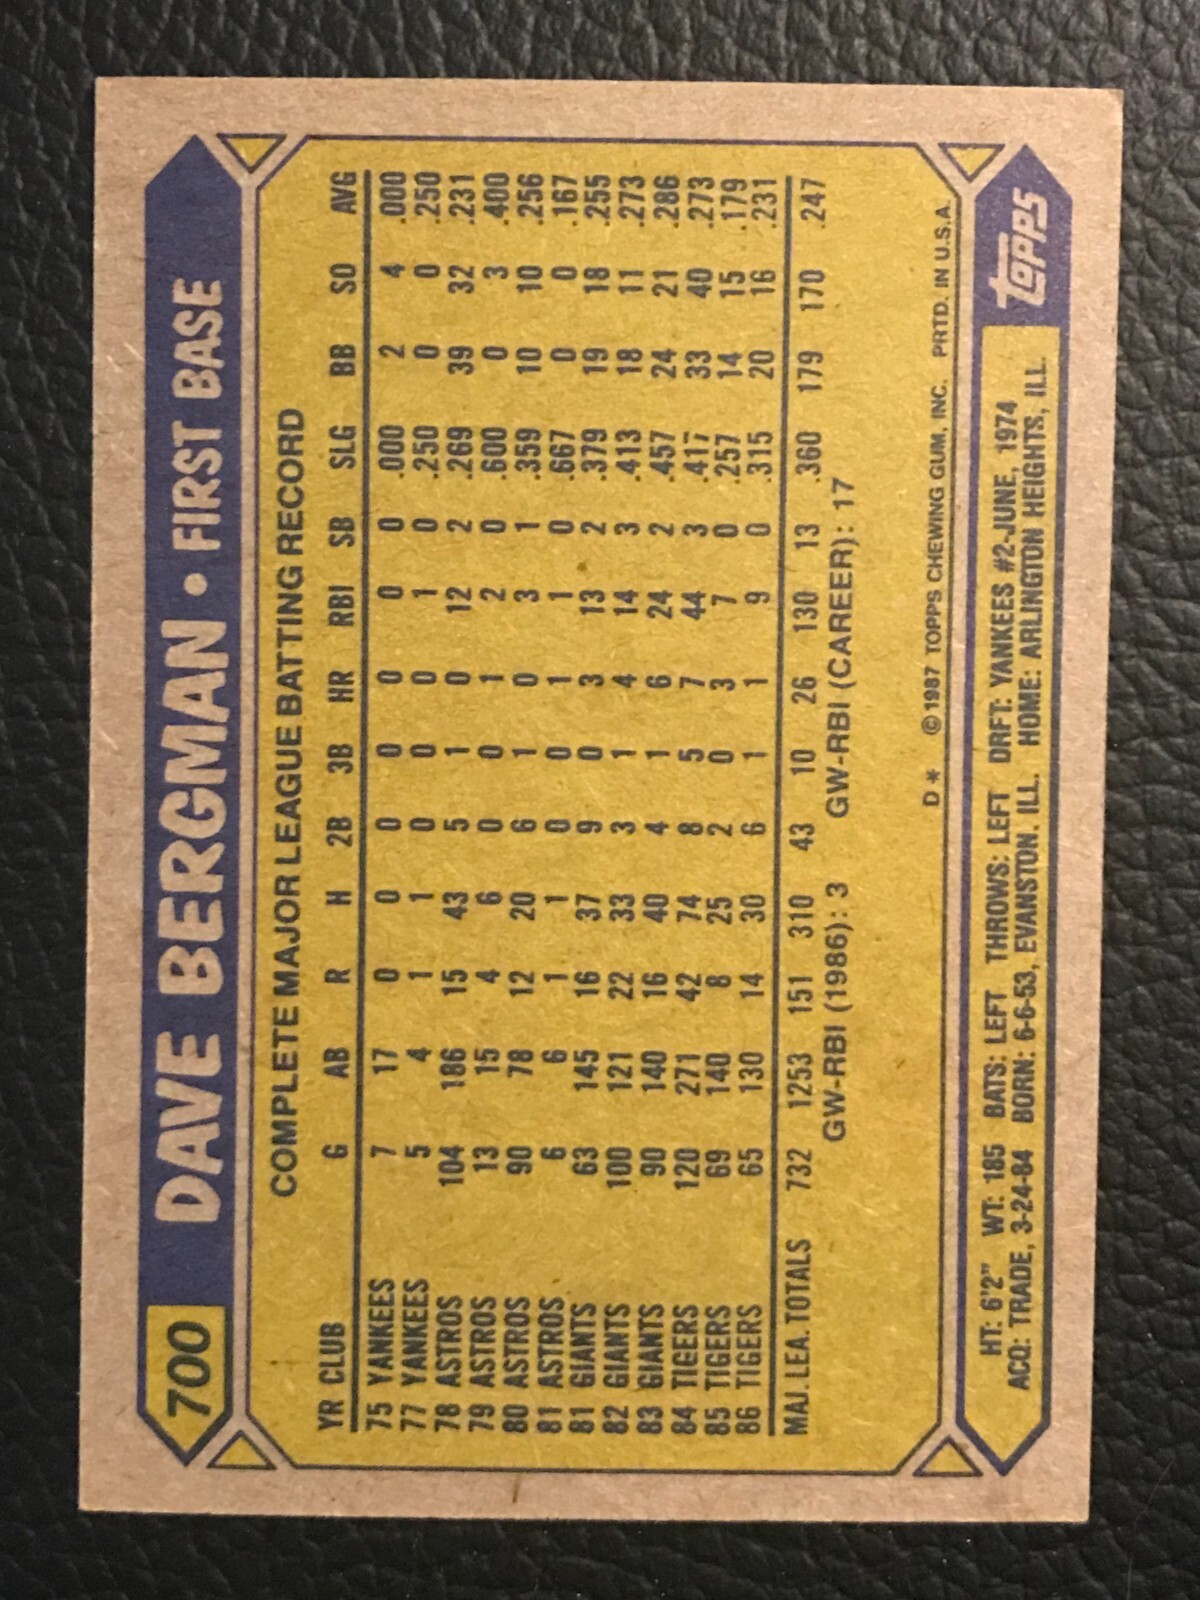 700 DAVE BERGMAN • FIRST BASE
COMPLETE MAJOR LEAGUE BATTING RECORD
YR CLUB G AB R H 2B 3B HR RBI SB SLG BB SO AVG
75 YANKEES 7 17 0 0 0 0 0 0 0 .000 2 4 .000
77 YANKEES 5 4 1 1 0 0 0 1 0 .250 0 0 .250
78 ASTROS 104 186 15 43 5 1 0 12 2 .269 39 32 .231
79 ASTROS 13 15 4 6 0 0 1 2 0 .600 0 3 .400
80 ASTROS 90 78 12 20 6 1 0 3 1 .359 10 10 .256
81 ASTROS 6 6 1 1 0 0 1 1 0 .667 0 0 .167
81 GIANTS 63 145 16 37 9 0 3 13 2 .379 19 18 .255
82 GIANTS 100 121 22 33 3 1 4 14 3 .413 18 11 .273
83 GIANTS 90 140 16 40 4 1 6 24 2 .457 24 21 .286
84 TIGERS 120 271 42 74 8 5 7 44 3 .417 33 40 .273
85 TIGERS 69 140 8 25 2 0 3 7 0 .257 14 15 .179
86 TIGERS 65 130 14 30 6 1 1 9 0 .315 20 16 .231
MAJ. LEA. TOTALS 732 1253 151 310 43 10 26 130 13 .360 179 170 .247
GW-RBI (1986): 3 GW-RBI (CAREER): 17
D* © 1987 TOPPS CHEWING GUM, INC. PRTD. IN U.S.A.
HT: 6'2" WT: 185 BATS: LEFT THROWS: LEFT DRFT: YANKEES #2-JUNE, 1974
ACQ: TRADE, 3-24-84 BORN: 6-6-53, EVANSTON. ILL. HOME: ARLINGTON HEIGHTS, ILL.
TOPPS